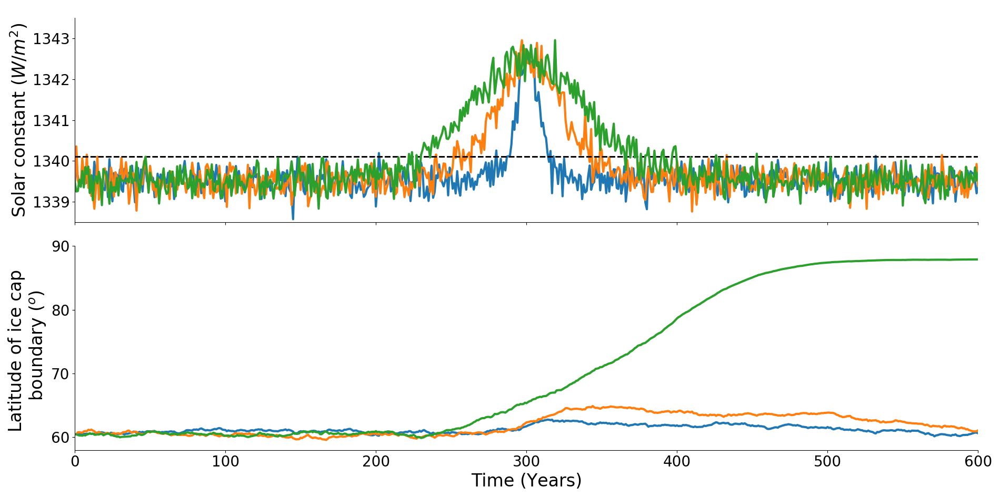 Solar constant (W/m²)
1343
1342
1341
1340
1339
Latitude of ice cap
boundary (°)
90
80
70
60
0 100 200 300 400 500 600
Time (Years)